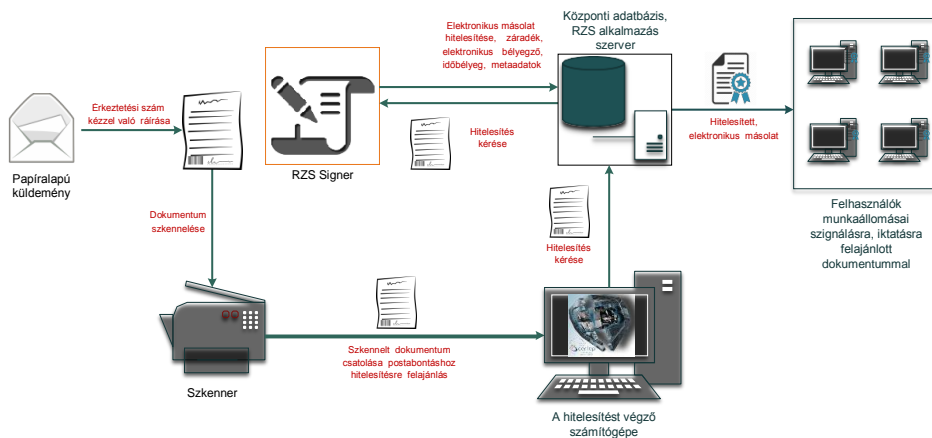 Elektronikus másolat
hitelesítése, záradék,
elektronikus bélyegző,
időbélyeg, metaadatok
Központi adatbázis,
RZS alkalmazás
szerver
Érkeztetési szám
kézzel való ráírása
Hitelesítés
kérése
Hitelesített,
elektronikus másolat
Papíralapú
küldemény
RZS Signer
Felhasználók
munkaállomásai
szignálásra, iktatásra
felajánlott
dokumentummal
Dokumentum
szkennelése
Hitelesítés
kérése
Szkennelt dokumentum
csatolása postabontáshoz
hitelesítésre felajánlás
Szkenner
A hitelesítést végző
számítógépe